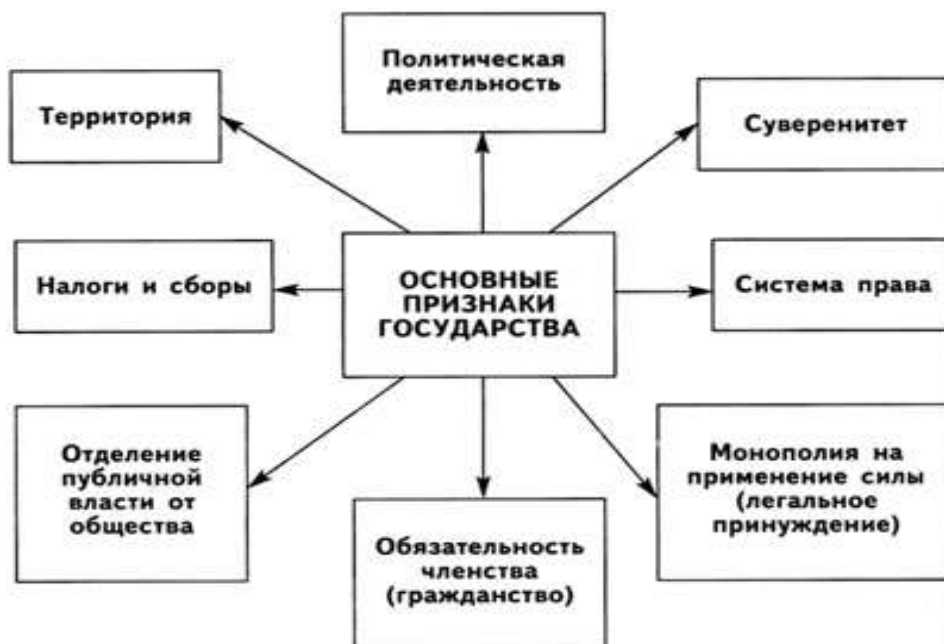 Политическая
деятельность
Территория
Суверенитет
Налоги и сборы
ОСНОВНЫЕ
ПРИЗНАКИ
ГОСУДАРСТВА
Система права
Отделение
публичной
власти от
общества
Обязательность
членства
(гражданство)
Монополия на
применение силы
(легальное
принуждение)